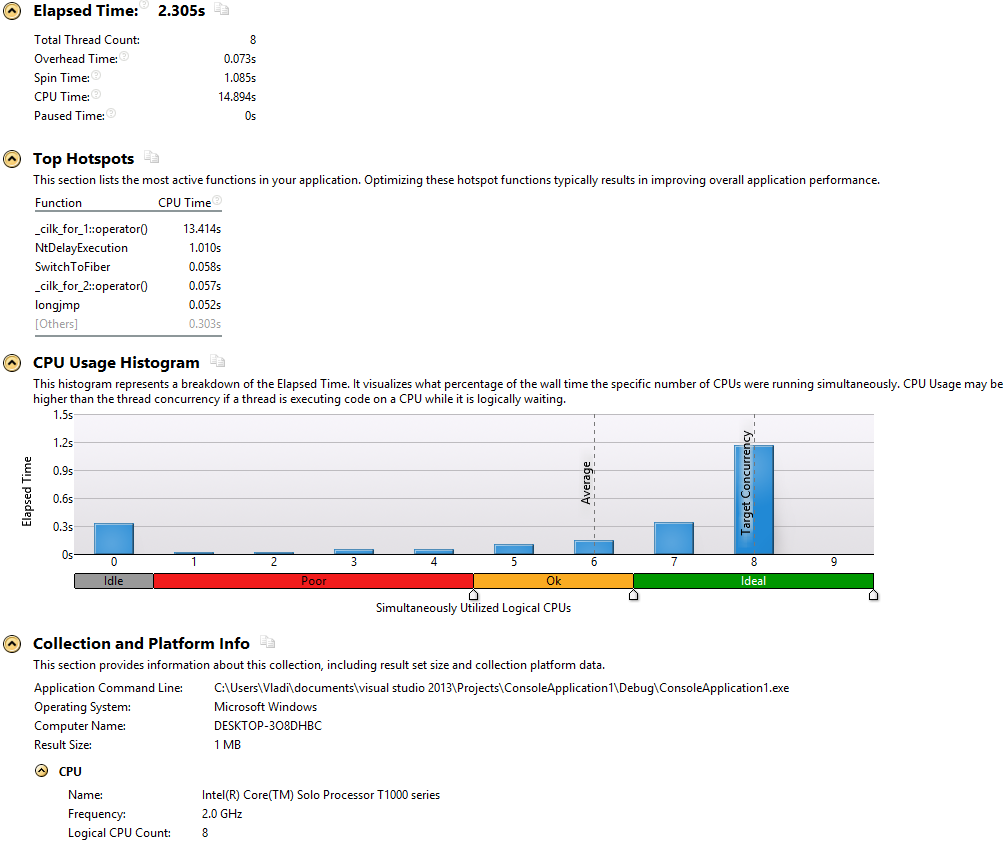 Elapsed Time: 2.305s
Total Thread Count: 8
Overhead Time: 0.073s
Spin Time: 1.085s
CPU Time: 14.894s
Paused Time: 0s
Top Hotspots
This section lists the most active functions in your application. Optimizing these hotspot functions typically results in improving overall application performance.
Function CPU Time
_cilk_for_1::operator() 13.414s
NtDelayExecution 1.010s
SwitchToFiber 0.058s
_cilk_for_2::operator() 0.057s
longjmp 0.052s
[Others] 0.303s
CPU Usage Histogram
This histogram represents a breakdown of the Elapsed Time. It visualizes what percentage of the wall time the specific number of CPUs were running simultaneously. CPU Usage may be
higher than the thread concurrency if a thread is executing code on a CPU while it is logically waiting.
Elapsed Time
1.5s
1.2s
0.9s
0.6s
0.3s
0s
Average
Target Concurrency
0 1 2 3 4 5 6 7 8 9
Idle Poor Ok Ideal
Simultaneously Utilized Logical CPUs
Collection and Platform Info
This section provides information about this collection, including result set size and collection platform data.
Application Command Line: C:\Users\Vladi\documents\visual studio 2013\Projects\ConsoleApplication1\Debug\ConsoleApplication1.exe
Operating System: Microsoft Windows
Computer Name: DESKTOP-3O8DHBC
Result Size: 1 MB
CPU
Name: Intel(R) Core(TM) Solo Processor T1000 series
Frequency: 2.0 GHz
Logical CPU Count: 8